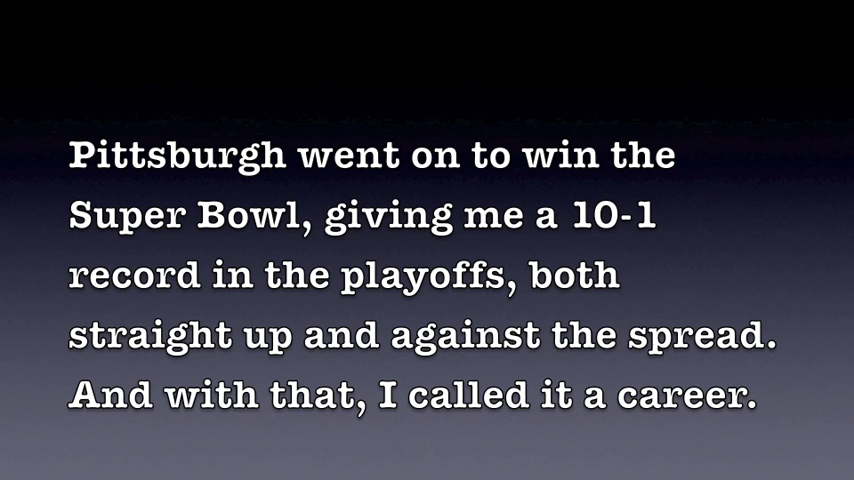 Pittsburgh went on to win the
Super Bowl, giving me a 10-1
record in the playoffs, both
straight up and against the spread.
And with that, I called it a career.